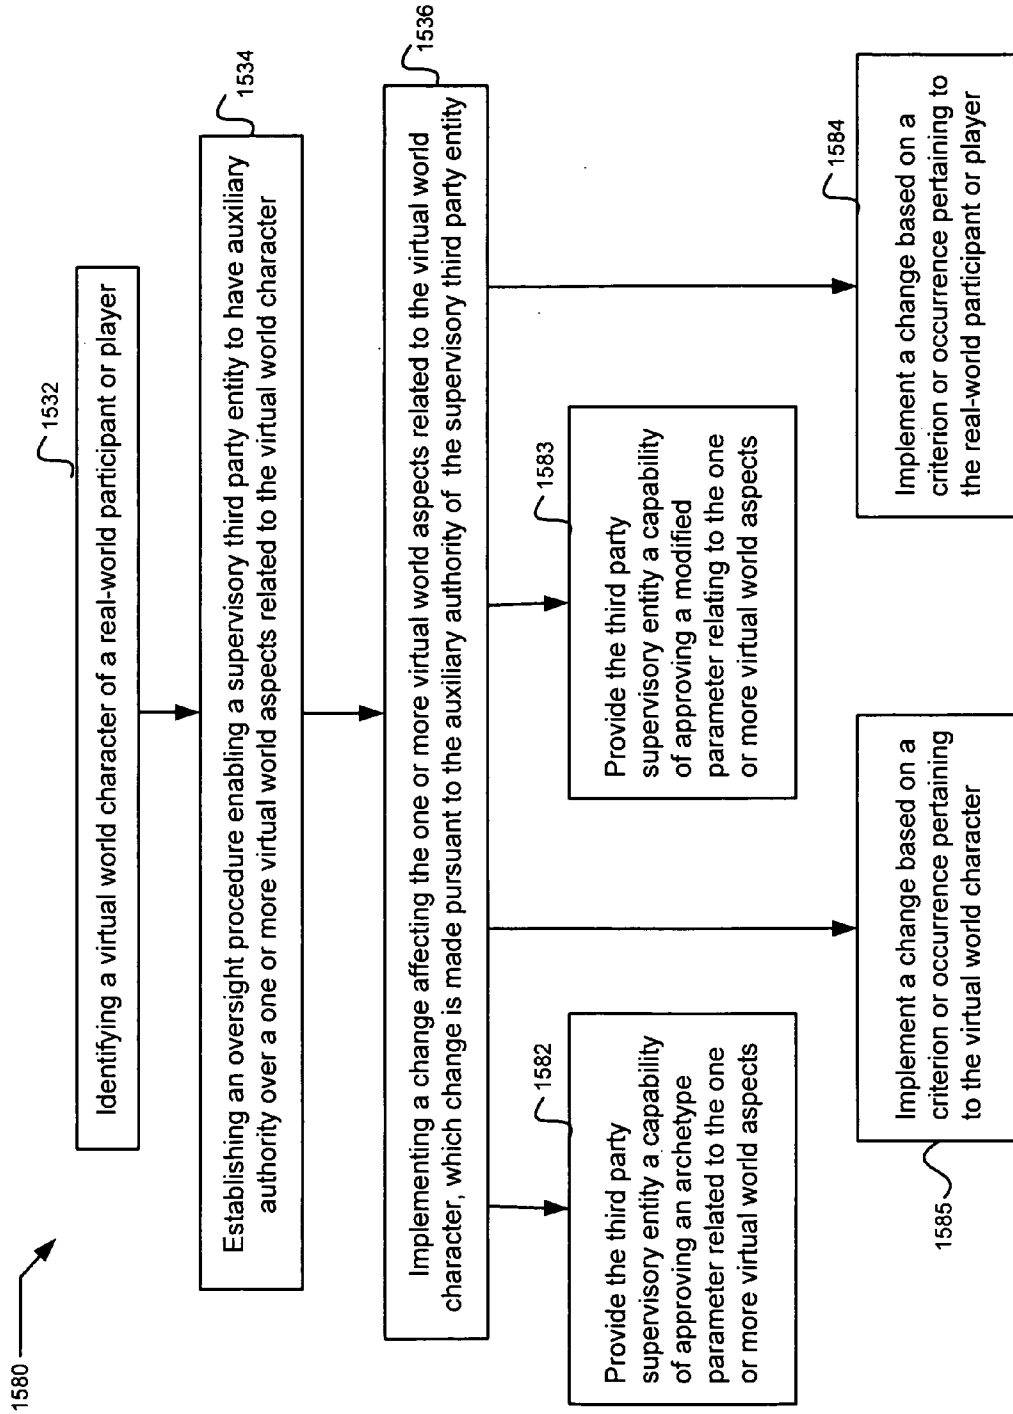 1580
1532
Identifying a virtual world character of a real-world participant or player
1534
Establishing an oversight procedure enabling a supervisory third party entity to have auxiliary
authority over a one or more virtual world aspects related to the virtual world character
1536
Implementing a change affecting the one or more virtual world aspects related to the virtual world
character, which change is made pursuant to the auxiliary authority of the supervisory third party entity
1582
Provide the third party
supervisory entity a capability
of approving an archetype
parameter related to the one
or more virtual world aspects
1583
Provide the third party
supervisory entity a capability
of approving a modified
parameter relating to the one
or more virtual world aspects
1585
Implement a change based on a
criterion or occurrence pertaining
to the virtual world character
1584
Implement a change based on a
criterion or occurrence pertaining to
the real-world participant or player